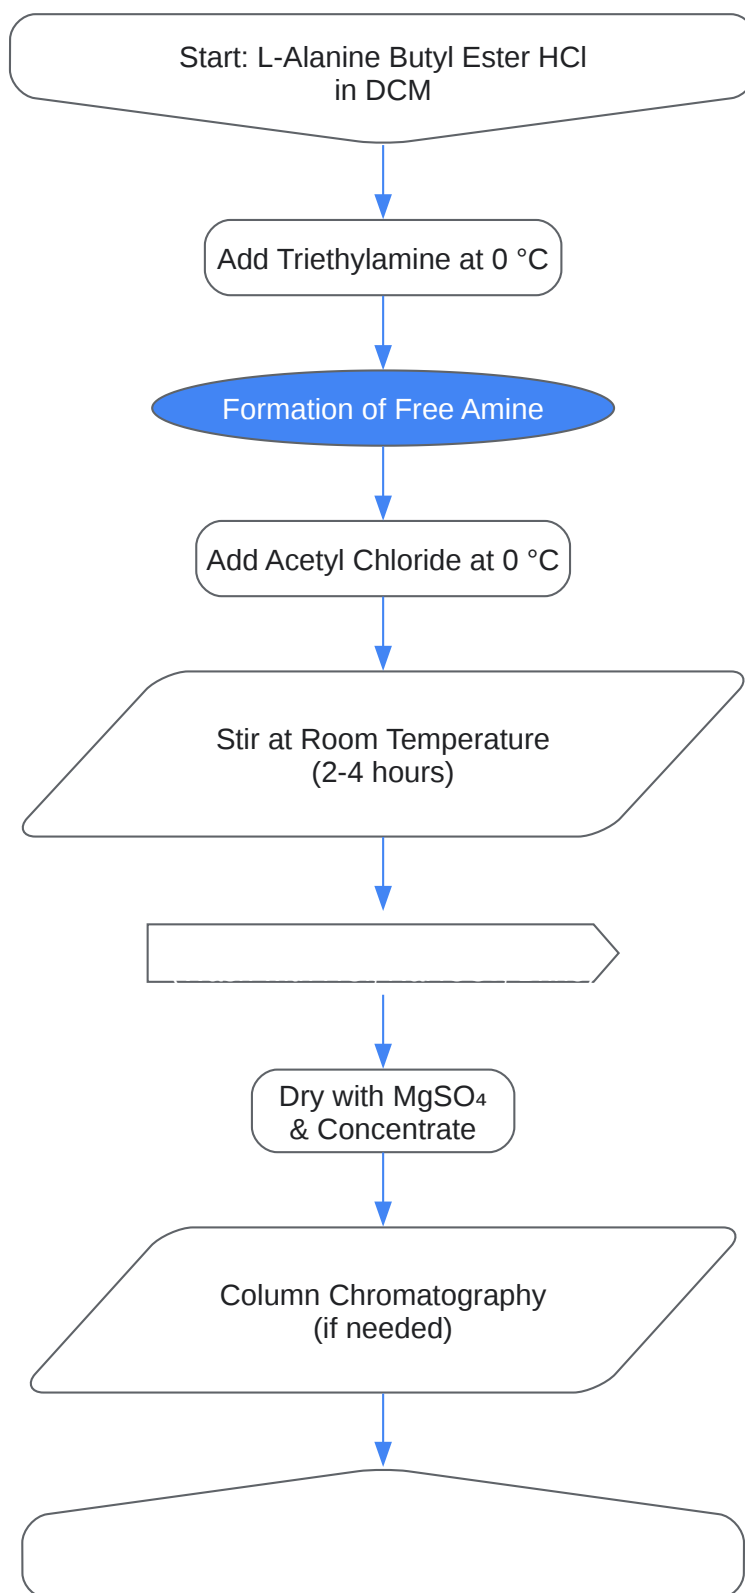 Start: L-Alanine Butyl Ester HCl
in DCM
Add Triethylamine at 0 °C
Formation of Free Amine
Add Acetyl Chloride at 0 °C
Stir at Room Temperature
(2-4 hours)
Dry with MgSO₄
& Concentrate
Column Chromatography
(if needed)